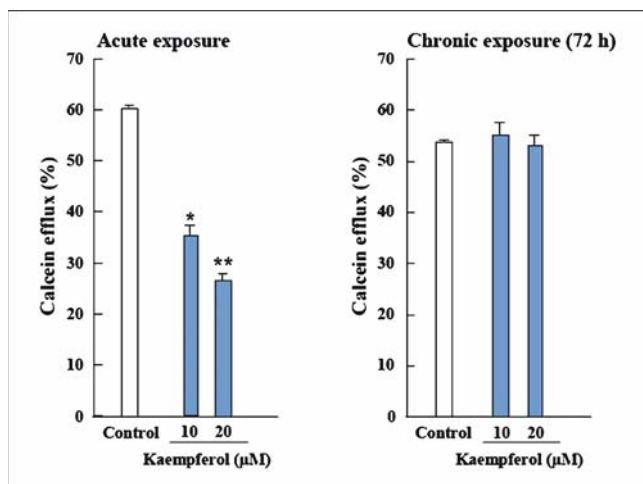 Acute exposure
Calcein efflux (%)
70
60
50
40
30
20
10
0
*
**
Control
10
20
Kaempferol (μM)
Chronic exposure (72 h)
Calcein efflux (%)
70
60
50
40
30
20
10
0
Control
10
20
Kaempferol (μM)